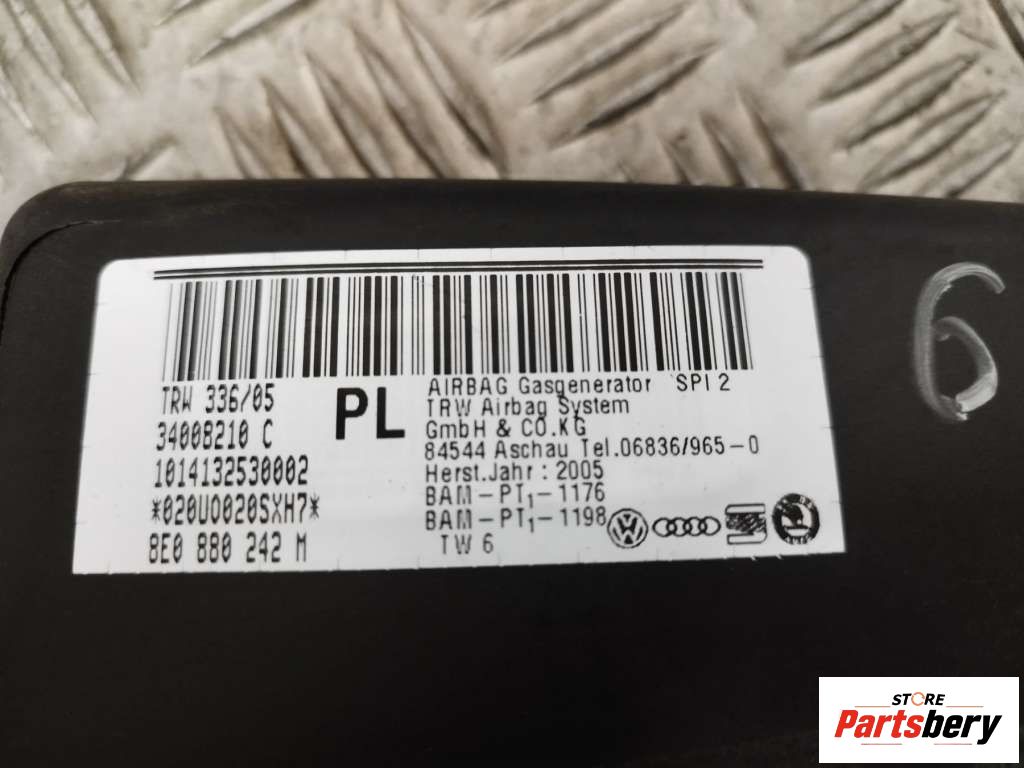 TRW 336/05
34008210 C
1014132530002
*020UO020SXH7*
8E0 880 242 M
PL
AIRBAG Gasgenerator SPI 2
TRW Airbag System
GmbH & CO.KG
84544 Aschau Tel.06836/965-0
Herst.Jahr : 2005
BAM-PT₁-1176
BAM-PT₁-1198
TW 6
6
STORE
Partsbery